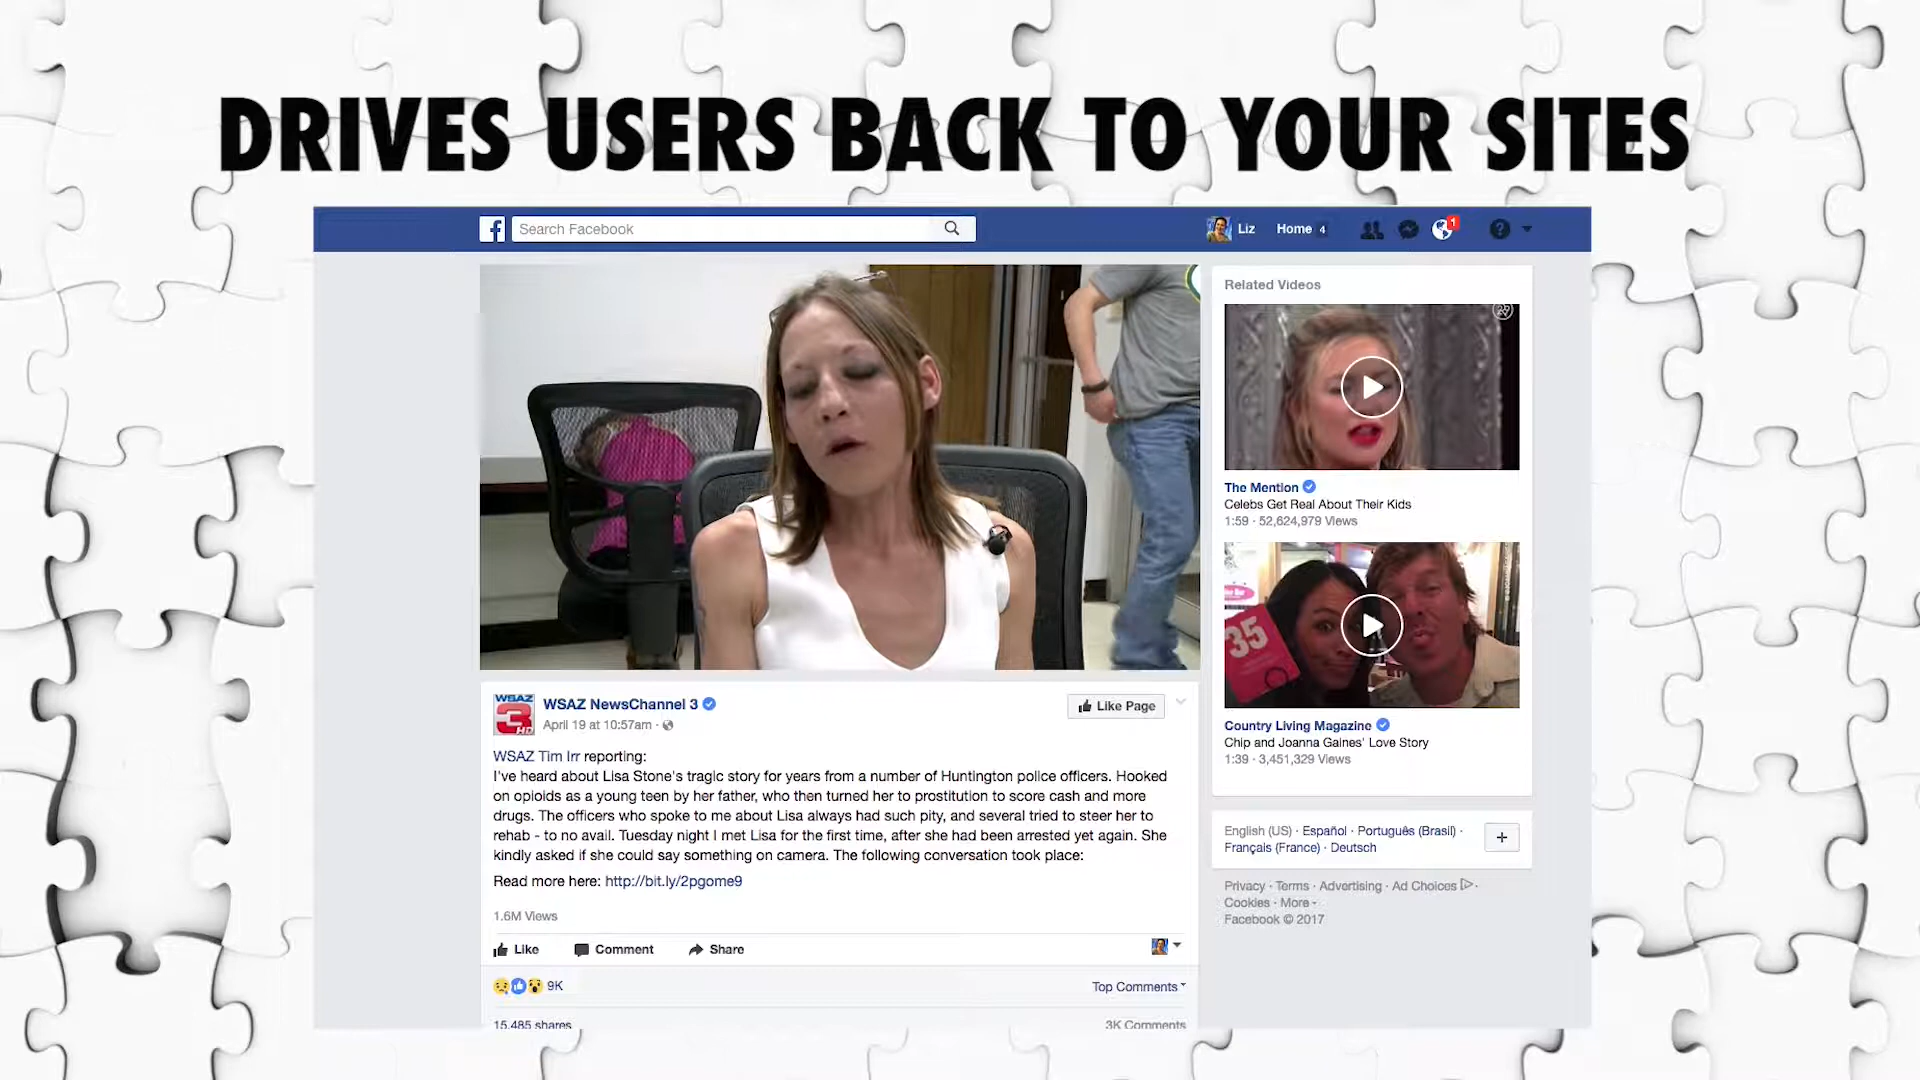 DRIVES USERS BACK TO YOUR SITES
Search Facebook
Liz
Home 4
1
?
Related Videos
The Mention
Celebs Get Real About Their Kids
1:59 · 52,624,979 Views
35
Country Living Magazine
Chip and Joanna Gaines' Love Story
1:39 · 3,451,329 Views
WSAZ
3
HD
WSAZ NewsChannel 3
April 19 at 10:57am ·
Like Page
WSAZ Tim Irr reporting:
I've heard about Lisa Stone's tragic story for years from a number of Huntington police officers. Hooked
on opioids as a young teen by her father, who then turned her to prostitution to score cash and more
drugs. The officers who spoke to me about Lisa always had such pity, and several tried to steer her to
rehab - to no avail. Tuesday night I met Lisa for the first time, after she had been arrested yet again. She
kindly asked if she could say something on camera. The following conversation took place:
Read more here: http://bit.ly/2pgome9
1.6M Views
Like Comment Share
9K
Top Comments
15,485 shares
3K Comments
English (US) · Español · Português (Brasil) ·
Français (France) · Deutsch
+
Privacy · Terms · Advertising · Ad Choices ·
Cookies · More
Facebook © 2017